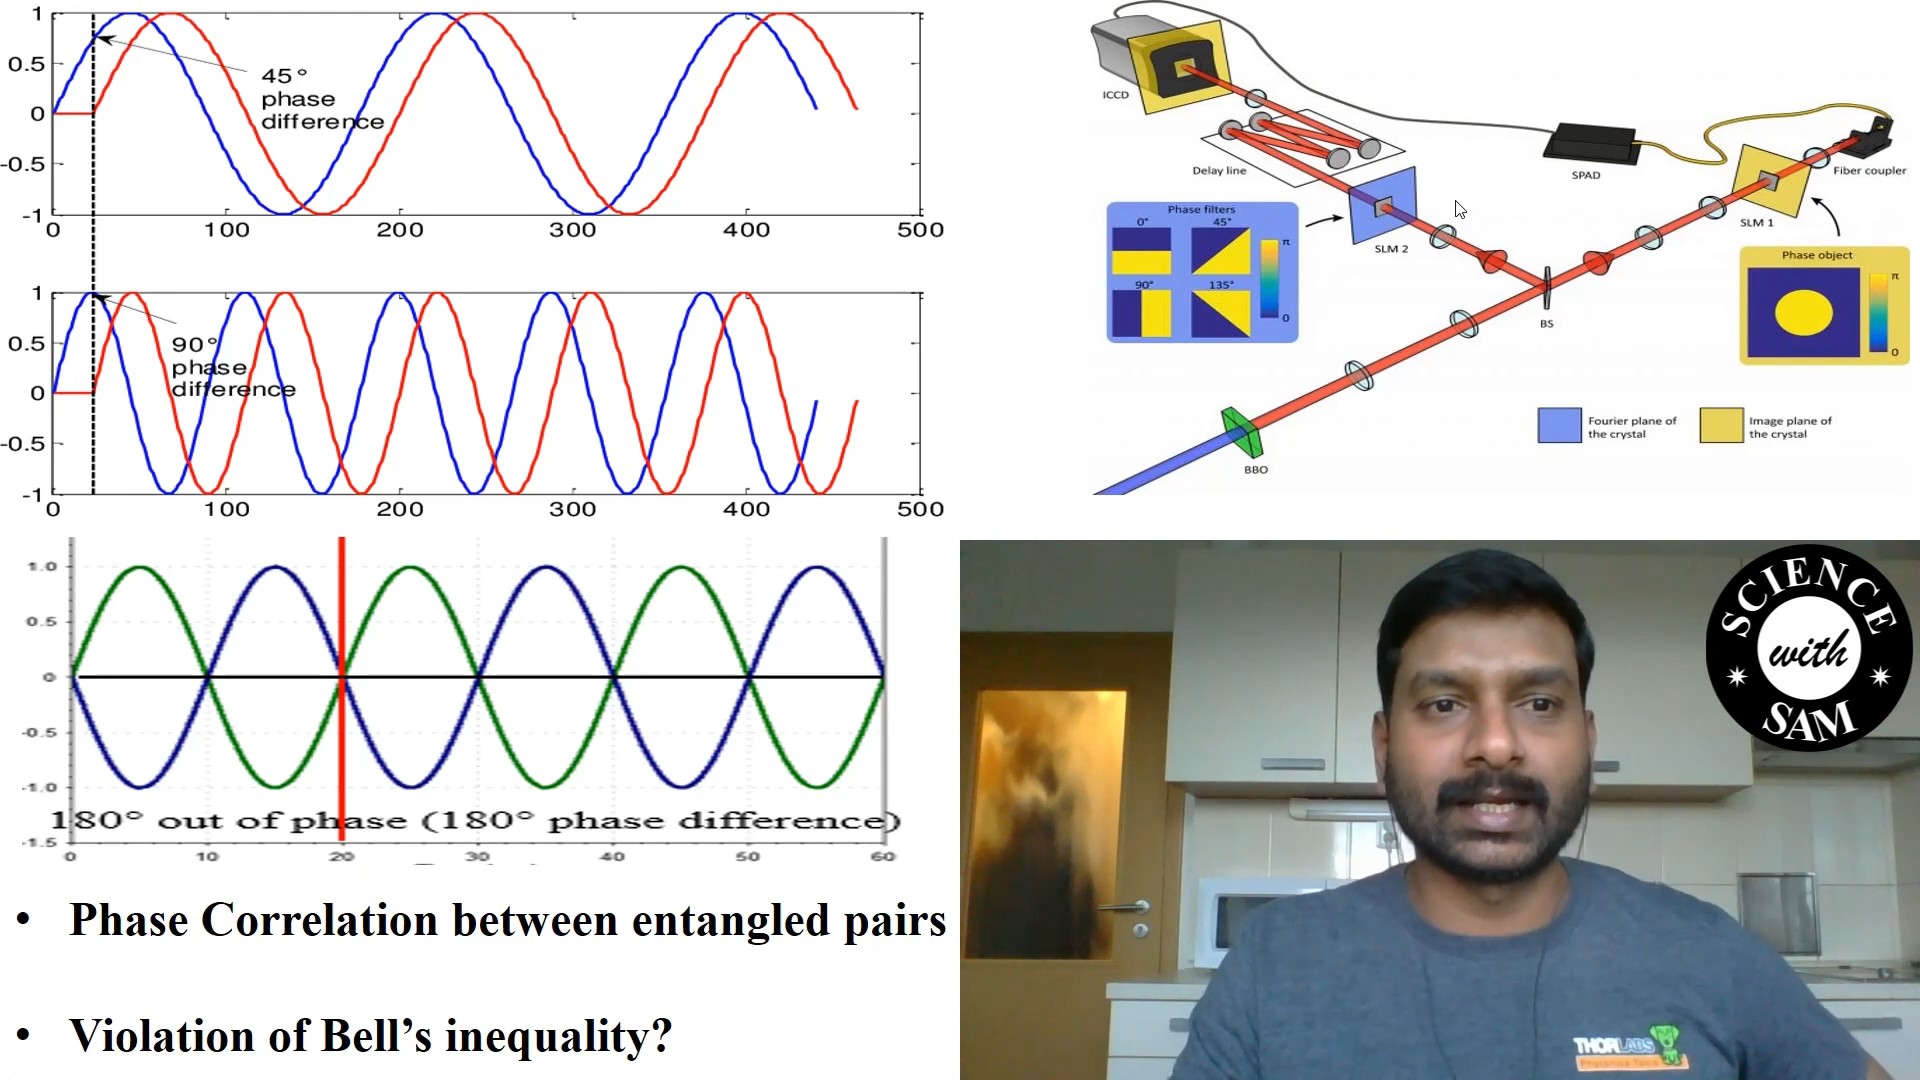 1
0.5
0
-0.5
-1
45°
phase
difference
0 100 200 300 400 500
1
0.5
0
-0.5
-1
90°
phase
difference
0 100 200 300 400 500
1.0
0.5
0
-0.5
-1.0
-1.5
180° out of phase (180° phase difference)
0 10 20 30 40 50 60
• Phase Correlation between entangled pairs
• Violation of Bell’s inequality?
ICCD
Delay line
SPAD
Fiber coupler
SLM 1
SLM 2
Phase filters
0° 45°
90° 135°
π
0
Phase object
π
0
BS
BBO
Fourier plane of
the crystal
Image plane of
the crystal
SCIENCE
with
SAM
THORLABS